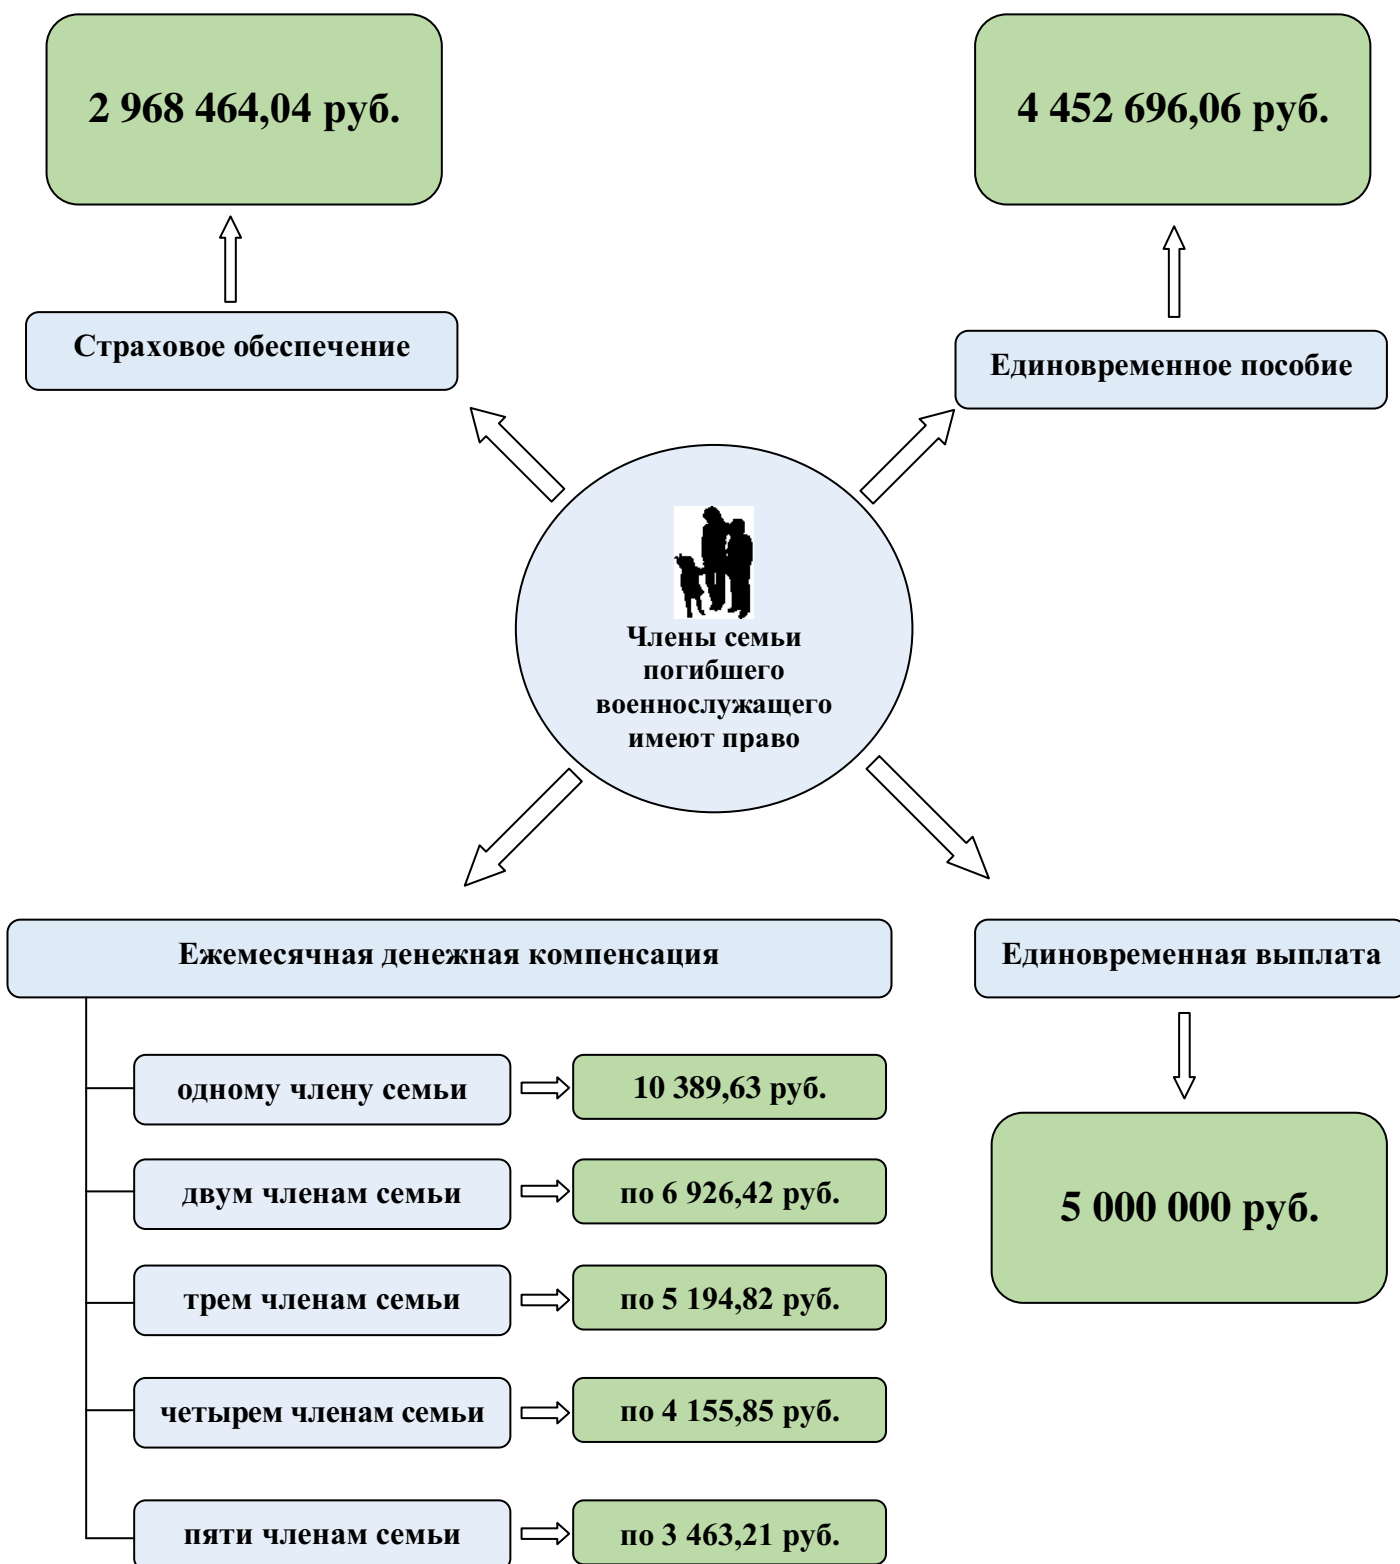 2 968 464,04 руб.
4 452 696,06 руб.
Страховое обеспечение
Единовременное пособие
Члены семьи
погибшего
военнослужащего
имеют право
Ежемесячная денежная компенсация
Единовременная выплата
одному члену семьи
10 389,63 руб.
двум членам семьи
по 6 926,42 руб.
5 000 000 руб.
трем членам семьи
по 5 194,82 руб.
четырем членам семьи
по 4 155,85 руб.
пяти членам семьи
по 3 463,21 руб.